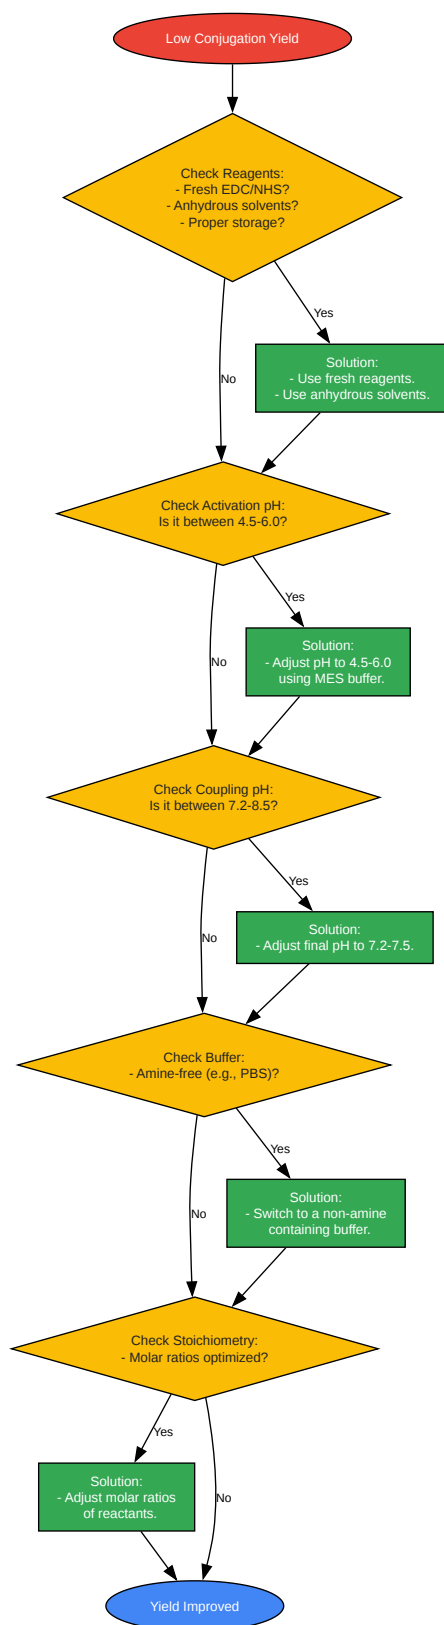 Low Conjugation Yield
Check Reagents:
- Fresh EDC/NHS?
- Anhydrous solvents?
- Proper storage?
Yes
Solution:
- Use fresh reagents.
- Use anhydrous solvents.
No
Check Activation pH:
Is it between 4.5-6.0?
Yes
Solution:
- Adjust pH to 4.5-6.0
using MES buffer.
No
Check Coupling pH:
Is it between 7.2-8.5?
Yes
Solution:
- Adjust final pH to 7.2-7.5.
No
Check Buffer:
- Amine-free (e.g., PBS)?
Yes
Solution:
- Switch to a non-amine
containing buffer.
No
Check Stoichiometry:
- Molar ratios optimized?
Yes
Solution:
- Adjust molar ratios
of reactants.
No
Yield Improved